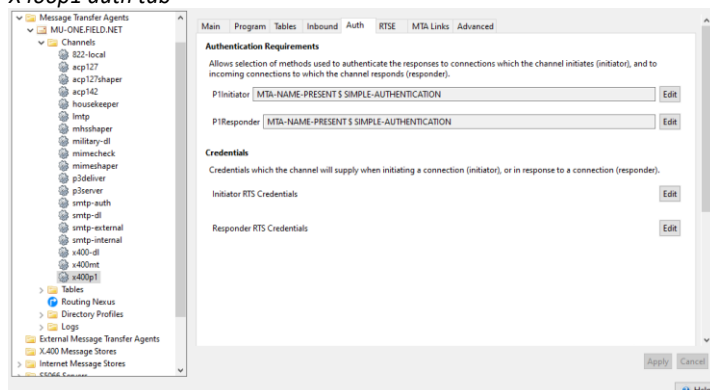 X400p1 auth tab
Message Transfer Agents
MU-ONE.FIELD.NET
Channels
822-local
acp127
acp127shaper
acp142
housekeeper
lmtp
mhsshaper
military-dl
mimecheck
mimeshaper
p3deliver
p3server
smtp-auth
smtp-dl
smtp-external
smtp-internal
x400-dl
x400mt
x400p1
Tables
Routing Nexus
Directory Profiles
Logs
External Message Transfer Agents
X.400 Message Stores
Internet Message Stores
S5066 Servers
Main Program Tables Inbound Auth RTSE MTA Links Advanced
Authentication Requirements
Allows selection of methods used to authenticate the responses to connections which the channel initiates (initiator), and to
incoming connections to which the channel responds (responder).
P1Initiator MTA-NAME-PRESENT $ SIMPLE-AUTHENTICATION Edit
P1Responder MTA-NAME-PRESENT $ SIMPLE-AUTHENTICATION Edit
Credentials
Credentials which the channel will supply when initiating a connection (initiator), or in response to a connection (responder).
Initiator RTS Credentials Edit
Responder RTS Credentials Edit
Apply Cancel
Help